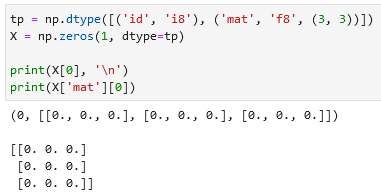 tp = np.dtype([('id', 'i8'), ('mat', 'f8', (3, 3))])
X = np.zeros(1, dtype=tp)
print(X[0], '\n')
print(X['mat'][0])
(0, [[0., 0., 0.], [0., 0., 0.], [0., 0., 0.]])
[[0. 0. 0.]
 [0. 0. 0.]
 [0. 0. 0.]]